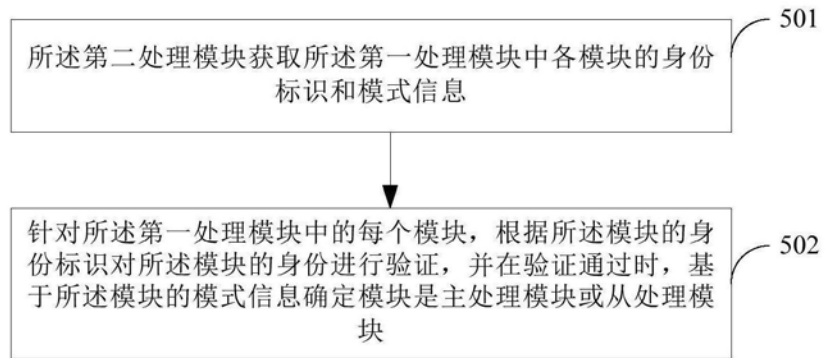 501
所述第二处理模块获取所述第一处理模块中各模块的身份
标识和模式信息
502
针对所述第一处理模块中的每个模块，根据所述模块的身
份标识对所述模块的身份进行验证，并在验证通过时，基
于所述模块的模式信息确定模块是主处理模块或从处理模
块